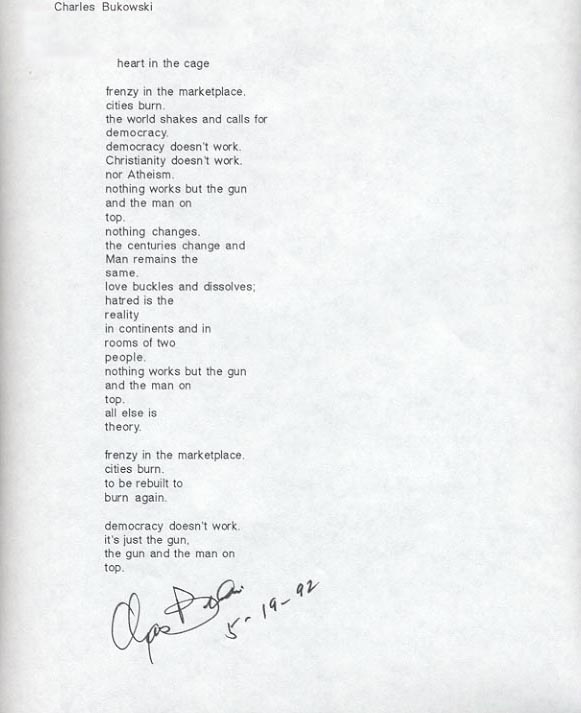 Charles Bukowski
heart in the cage
frenzy in the marketplace.
cities burn.
the world shakes and calls for
democracy.
democracy doesn't work.
Christianity doesn't work.
nor Atheism.
nothing works but the gun
and the man on
top.
nothing changes.
the centuries change and
Man remains the
same.
love buckles and dissolves;
hatred is the
reality
in continents and in
rooms of two
people.
nothing works but the gun
and the man on
top.
all else is
theory.
frenzy in the marketplace.
cities burn.
to be rebuilt to
burn again.
democracy doesn't work.
it's just the gun,
the gun and the man on
top.
5-19-92